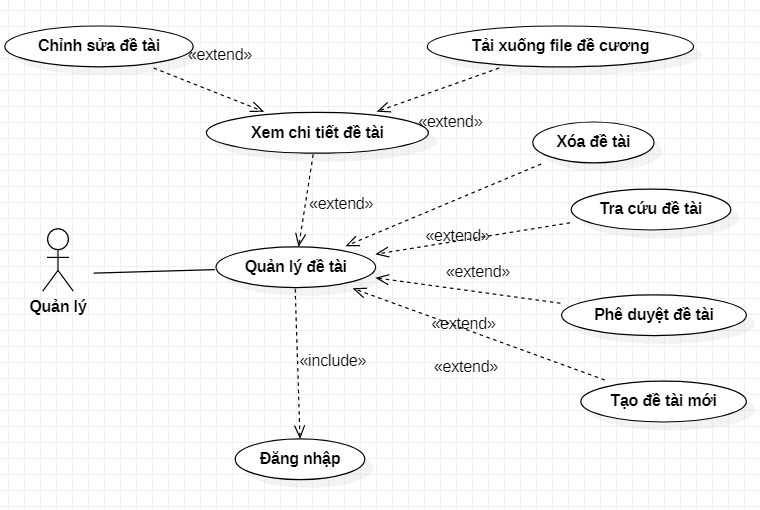 Chỉnh sửa đề tài
Tải xuống file đề cương
«extend»
Xem chi tiết đề tài
«extend»
Xóa đề tài
«extend»
Tra cứu đề tài
«extend»
Quản lý đề tài
«extend»
Quản lý
Phê duyệt đề tài
«extend»
«include»
«extend»
Tạo đề tài mới
Đăng nhập